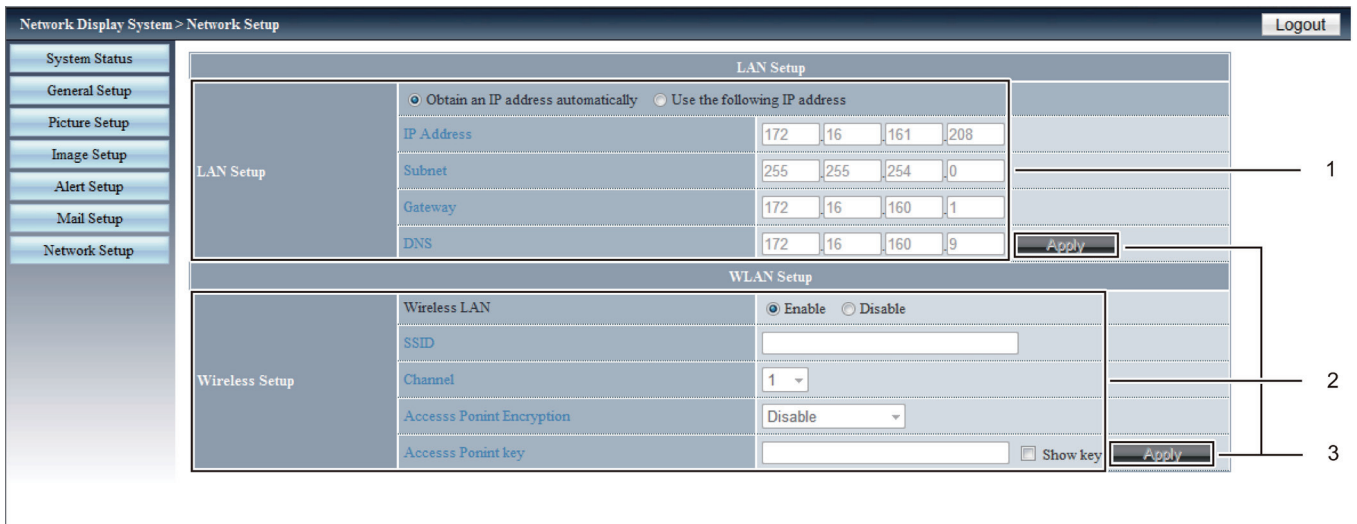 Network Display System > Network Setup
Logout
System Status
General Setup
Picture Setup
Image Setup
Alert Setup
Mail Setup
Network Setup
LAN Setup
LAN Setup
Obtain an IP address automatically Use the following IP address
IP Address 172 .16 .161 .208
Subnet 255 .255 .254 .0
1
Gateway 172 .16 .160 .1
DNS 172 .16 .160 .9 Apply
WLAN Setup
Wireless Setup
Wireless LAN Enable Disable
SSID
Channel 1
2
Accesss Ponint Encryption Disable
Accesss Ponint key Show key Apply
3